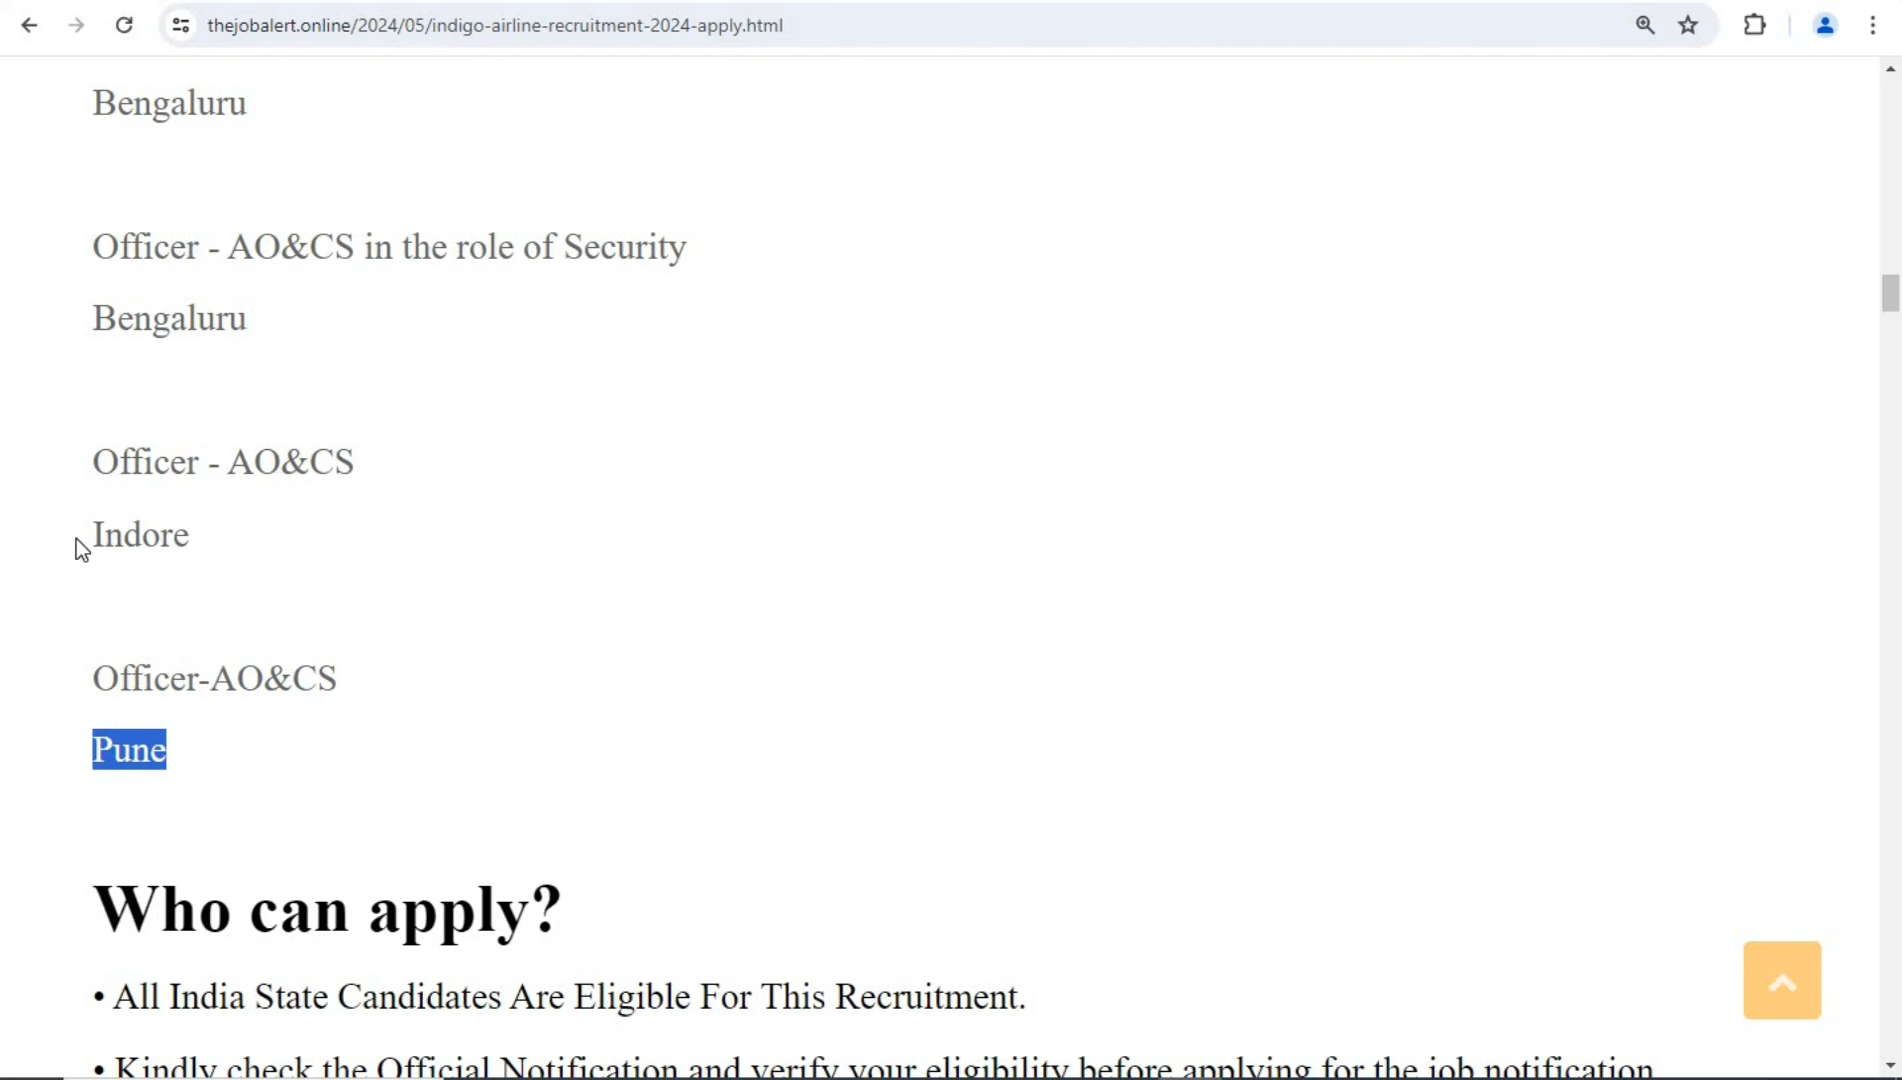 thejobalert.online/2024/05/indigo-airline-recruitment-2024-apply.html
Bengaluru
Officer - AO&CS in the role of Security
Bengaluru
Officer - AO&CS
Indore
Officer-AO&CS
Pune
Who can apply?
• All India State Candidates Are Eligible For This Recruitment.
• Kindly check the Official Notification and verify your eligibility before applying for the job notification